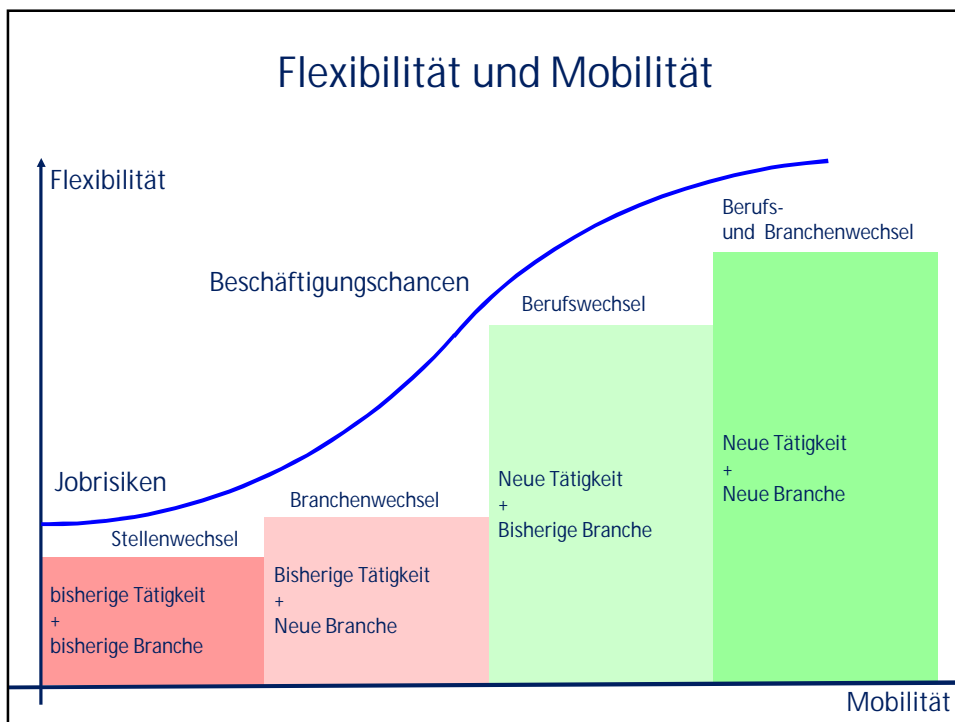 Flexibilität und Mobilität
Flexibilität
Berufs-
und Branchenwechsel
Beschäftigungschancen
Berufswechsel
Jobrisiken
Branchenwechsel
Stellenwechsel
bisherige Tätigkeit
+
bisherige Branche
Bisherige Tätigkeit
+
Neue Branche
Neue Tätigkeit
+
Bisherige Branche
Neue Tätigkeit
+
Neue Branche
Mobilität